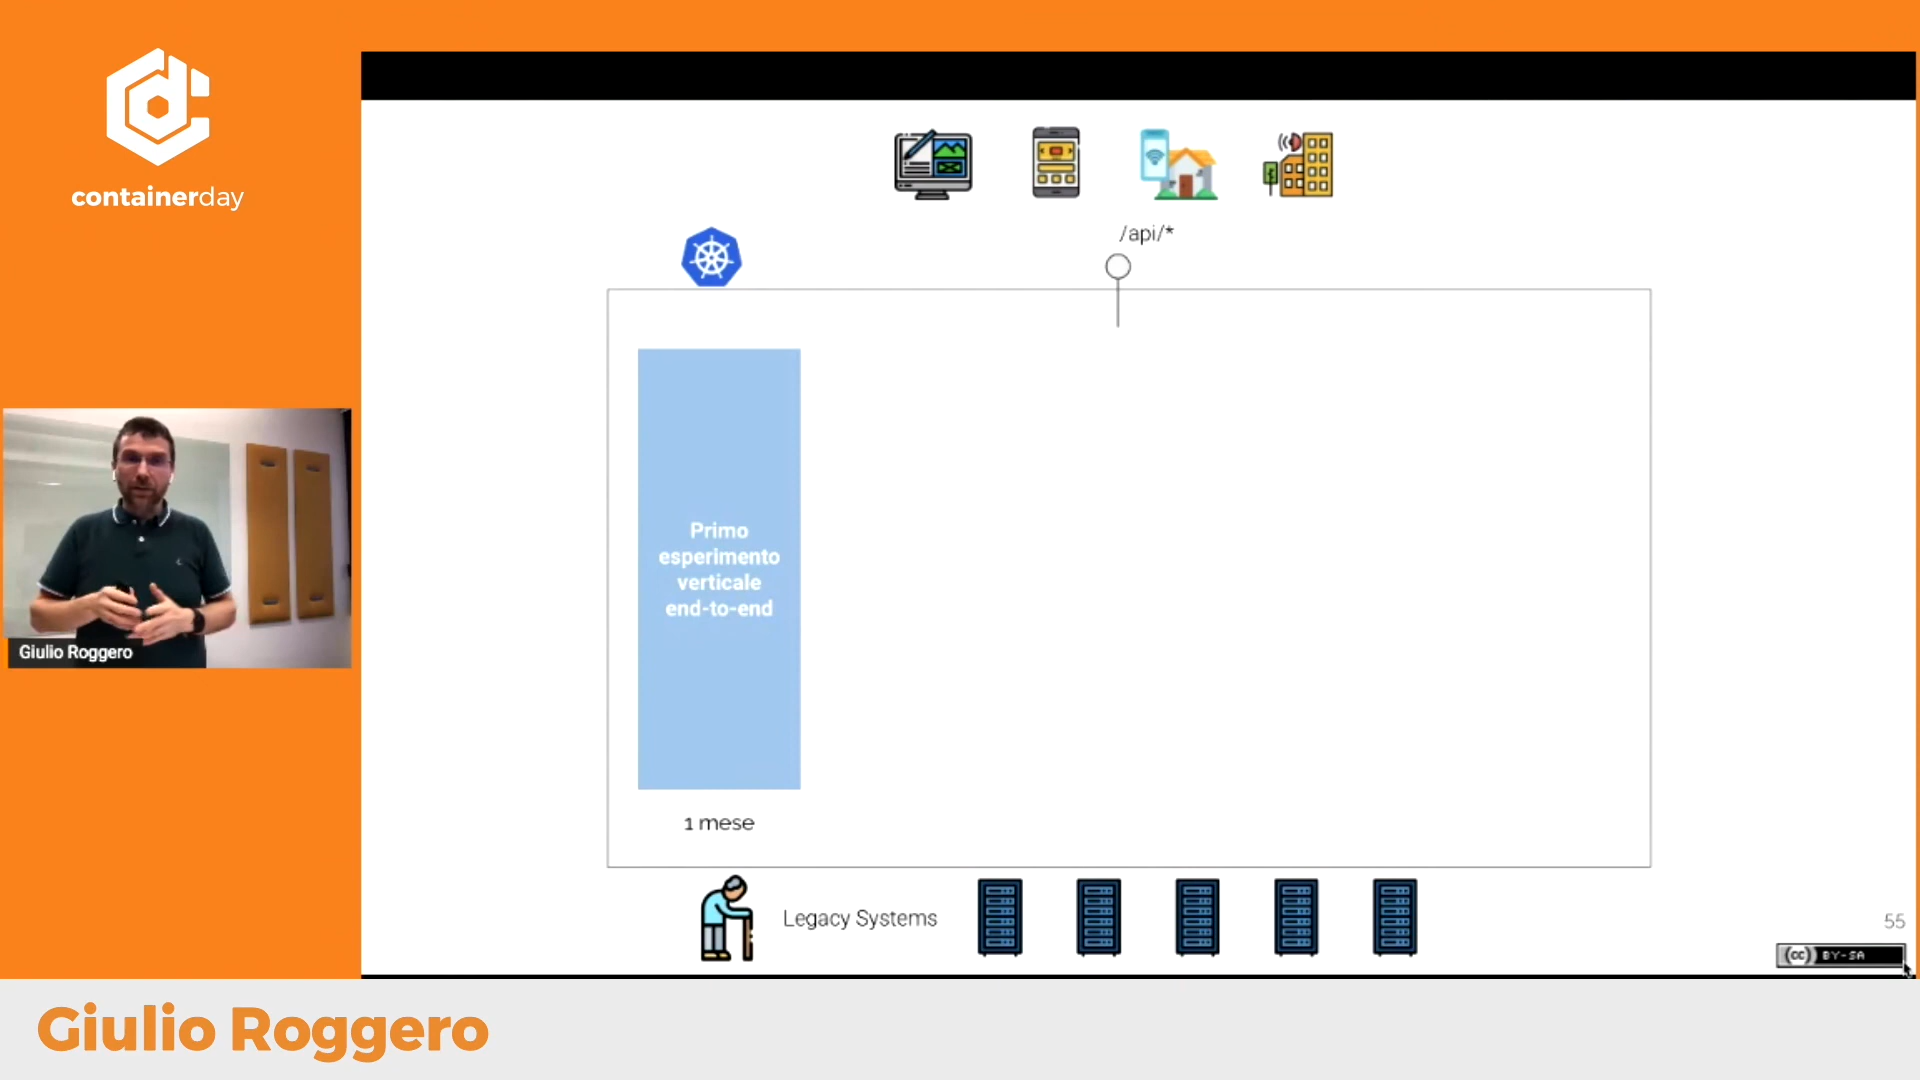 containerday
/api/*
Primo
esperimento
verticale
end-to-end
1 mese
Giulio Roggero
Legacy Systems
55
(cc) BY-SA
Giulio Roggero